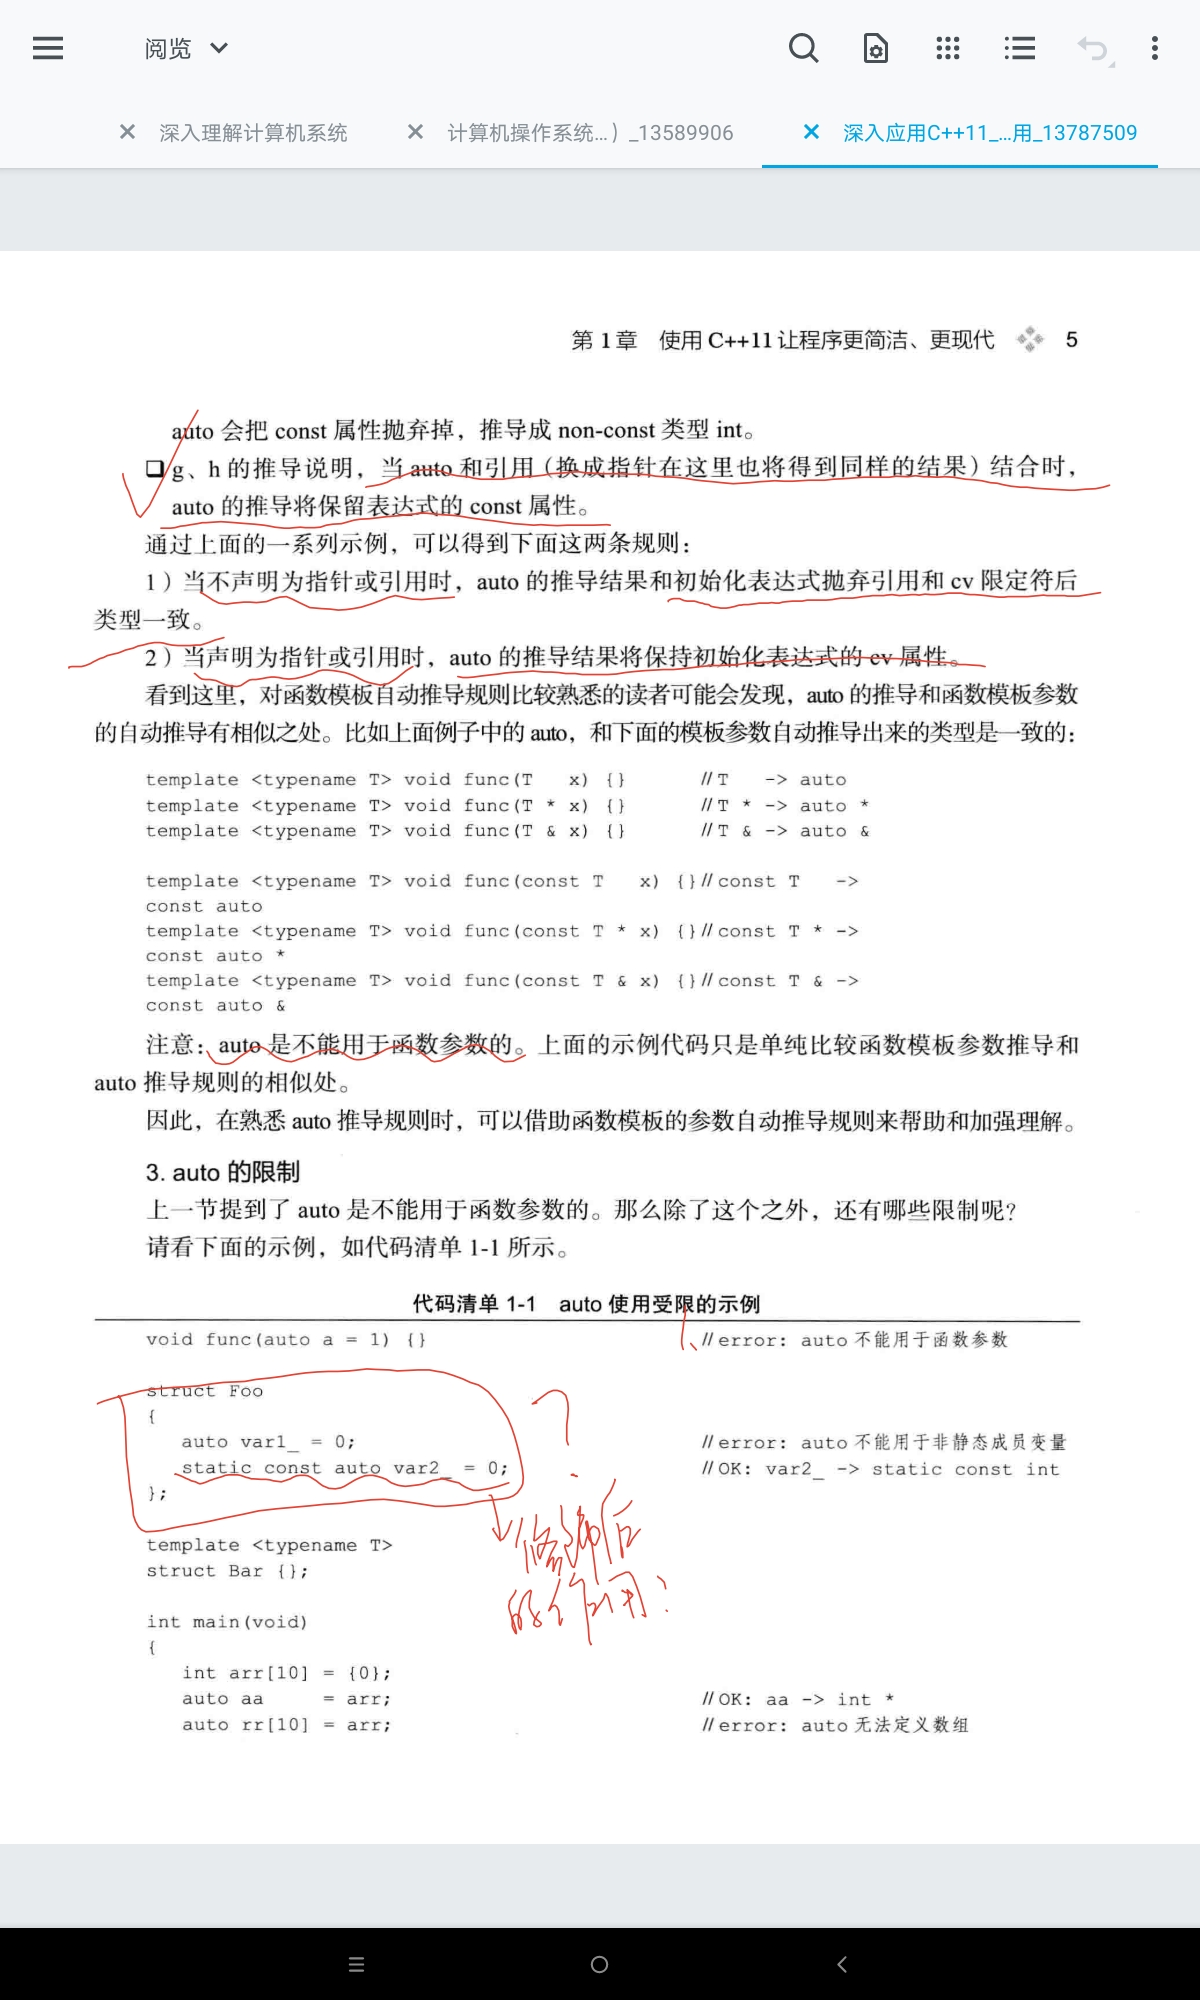 阅览
深入理解计算机系统
计算机操作系统...）_13589906
深入应用C++11_...用_13787509
第 1 章 使用 C++11 让程序更简洁、更现代 5
auto 会把 const 属性抛弃掉，推导成 non-const 类型 int。
❑ g、h 的推导说明，当 auto 和引用（换成指针在这里也将得到同样的结果）结合时，
auto 的推导将保留表达式的 const 属性。
通过上面的一系列示例，可以得到下面这两条规则：
1）当不声明为指针或引用时，auto 的推导结果和初始化表达式抛弃引用和 cv 限定符后
类型一致。
2）当声明为指针或引用时，auto 的推导结果将保持初始化表达式的 cv 属性。
看到这里，对函数模板自动推导规则比较熟悉的读者可能会发现，auto 的推导和函数模板参数
的自动推导有相似之处。比如上面例子中的 auto，和下面的模板参数自动推导出来的类型是一致的：
template <typename T> void func(T   x) {} // T   -> auto
template <typename T> void func(T * x) {} // T * -> auto *
template <typename T> void func(T & x) {} // T & -> auto &
template <typename T> void func(const T   x) {} // const T   ->
const auto
template <typename T> void func(const T * x) {} // const T * ->
const auto *
template <typename T> void func(const T & x) {} // const T & ->
const auto &
注意：auto 是不能用于函数参数的。上面的示例代码只是单纯比较函数模板参数推导和
auto 推导规则的相似处。
因此，在熟悉 auto 推导规则时，可以借助函数模板的参数自动推导规则来帮助和加强理解。
3. auto 的限制
上一节提到了 auto 是不能用于函数参数的。那么除了这个之外，还有哪些限制呢？
请看下面的示例，如代码清单 1-1 所示。
代码清单 1-1 auto 使用受限的示例
void func(auto a = 1) {} 1、 // error: auto 不能用于函数参数
struct Foo
{ ?
auto var1_ = 0; // error: auto 不能用于非静态成员变量
static const auto var2_ = 0; // OK: var2_ -> static const int
};
修饰后
的作用?
template <typename T>
struct Bar {};
int main(void)
{
int arr[10] = {0};
auto aa     = arr; // OK: aa -> int *
auto rr[10] = arr; // error: auto 无法定义数组